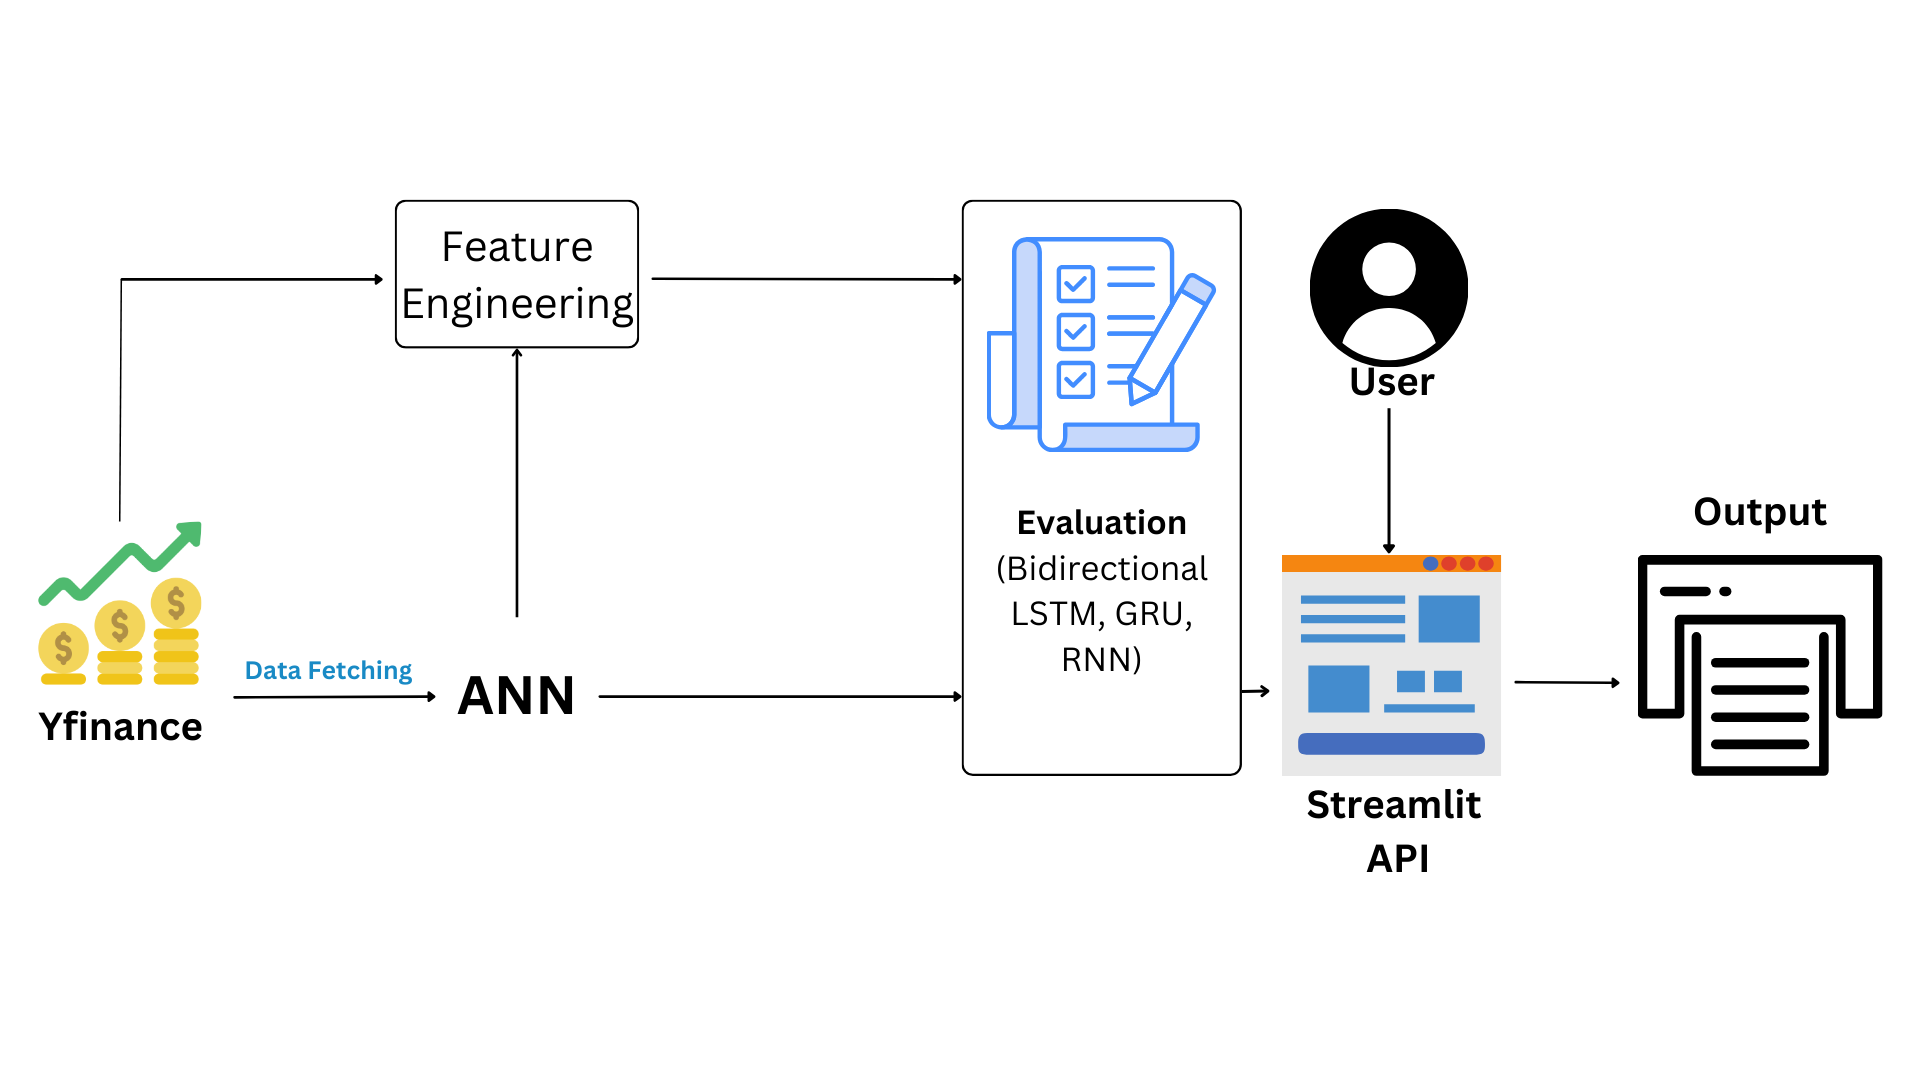 Feature
Engineering
Data Fetching
Yfinance
ANN
Evaluation
(Bidirectional
LSTM, GRU,
RNN)
User
Streamlit
API
Output